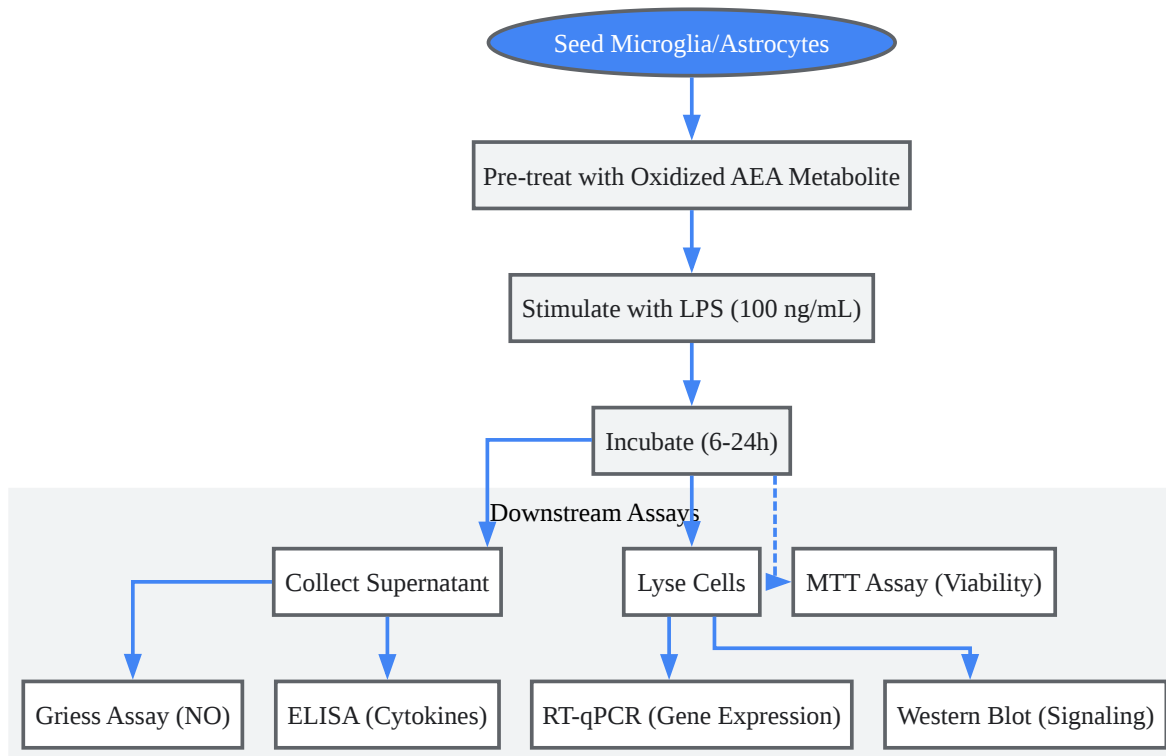 Seed Microglia/Astrocytes
Pre-treat with Oxidized AEA Metabolite
Stimulate with LPS (100 ng/mL)
Incubate (6-24h)
Downstream Assays
Collect Supernatant
Lyse Cells
MTT Assay (Viability)
Griess Assay (NO)
ELISA (Cytokines)
RT-qPCR (Gene Expression)
Western Blot (Signaling)